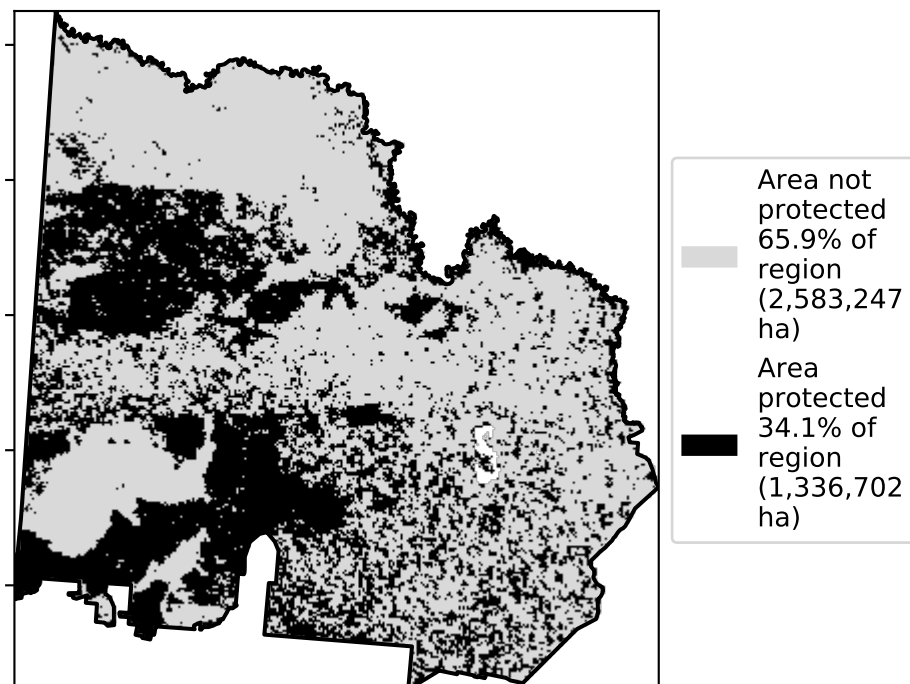 Area not
protected
65.9% of
region
(2,583,247
ha)
Area
protected
34.1% of
region
(1,336,702
ha)